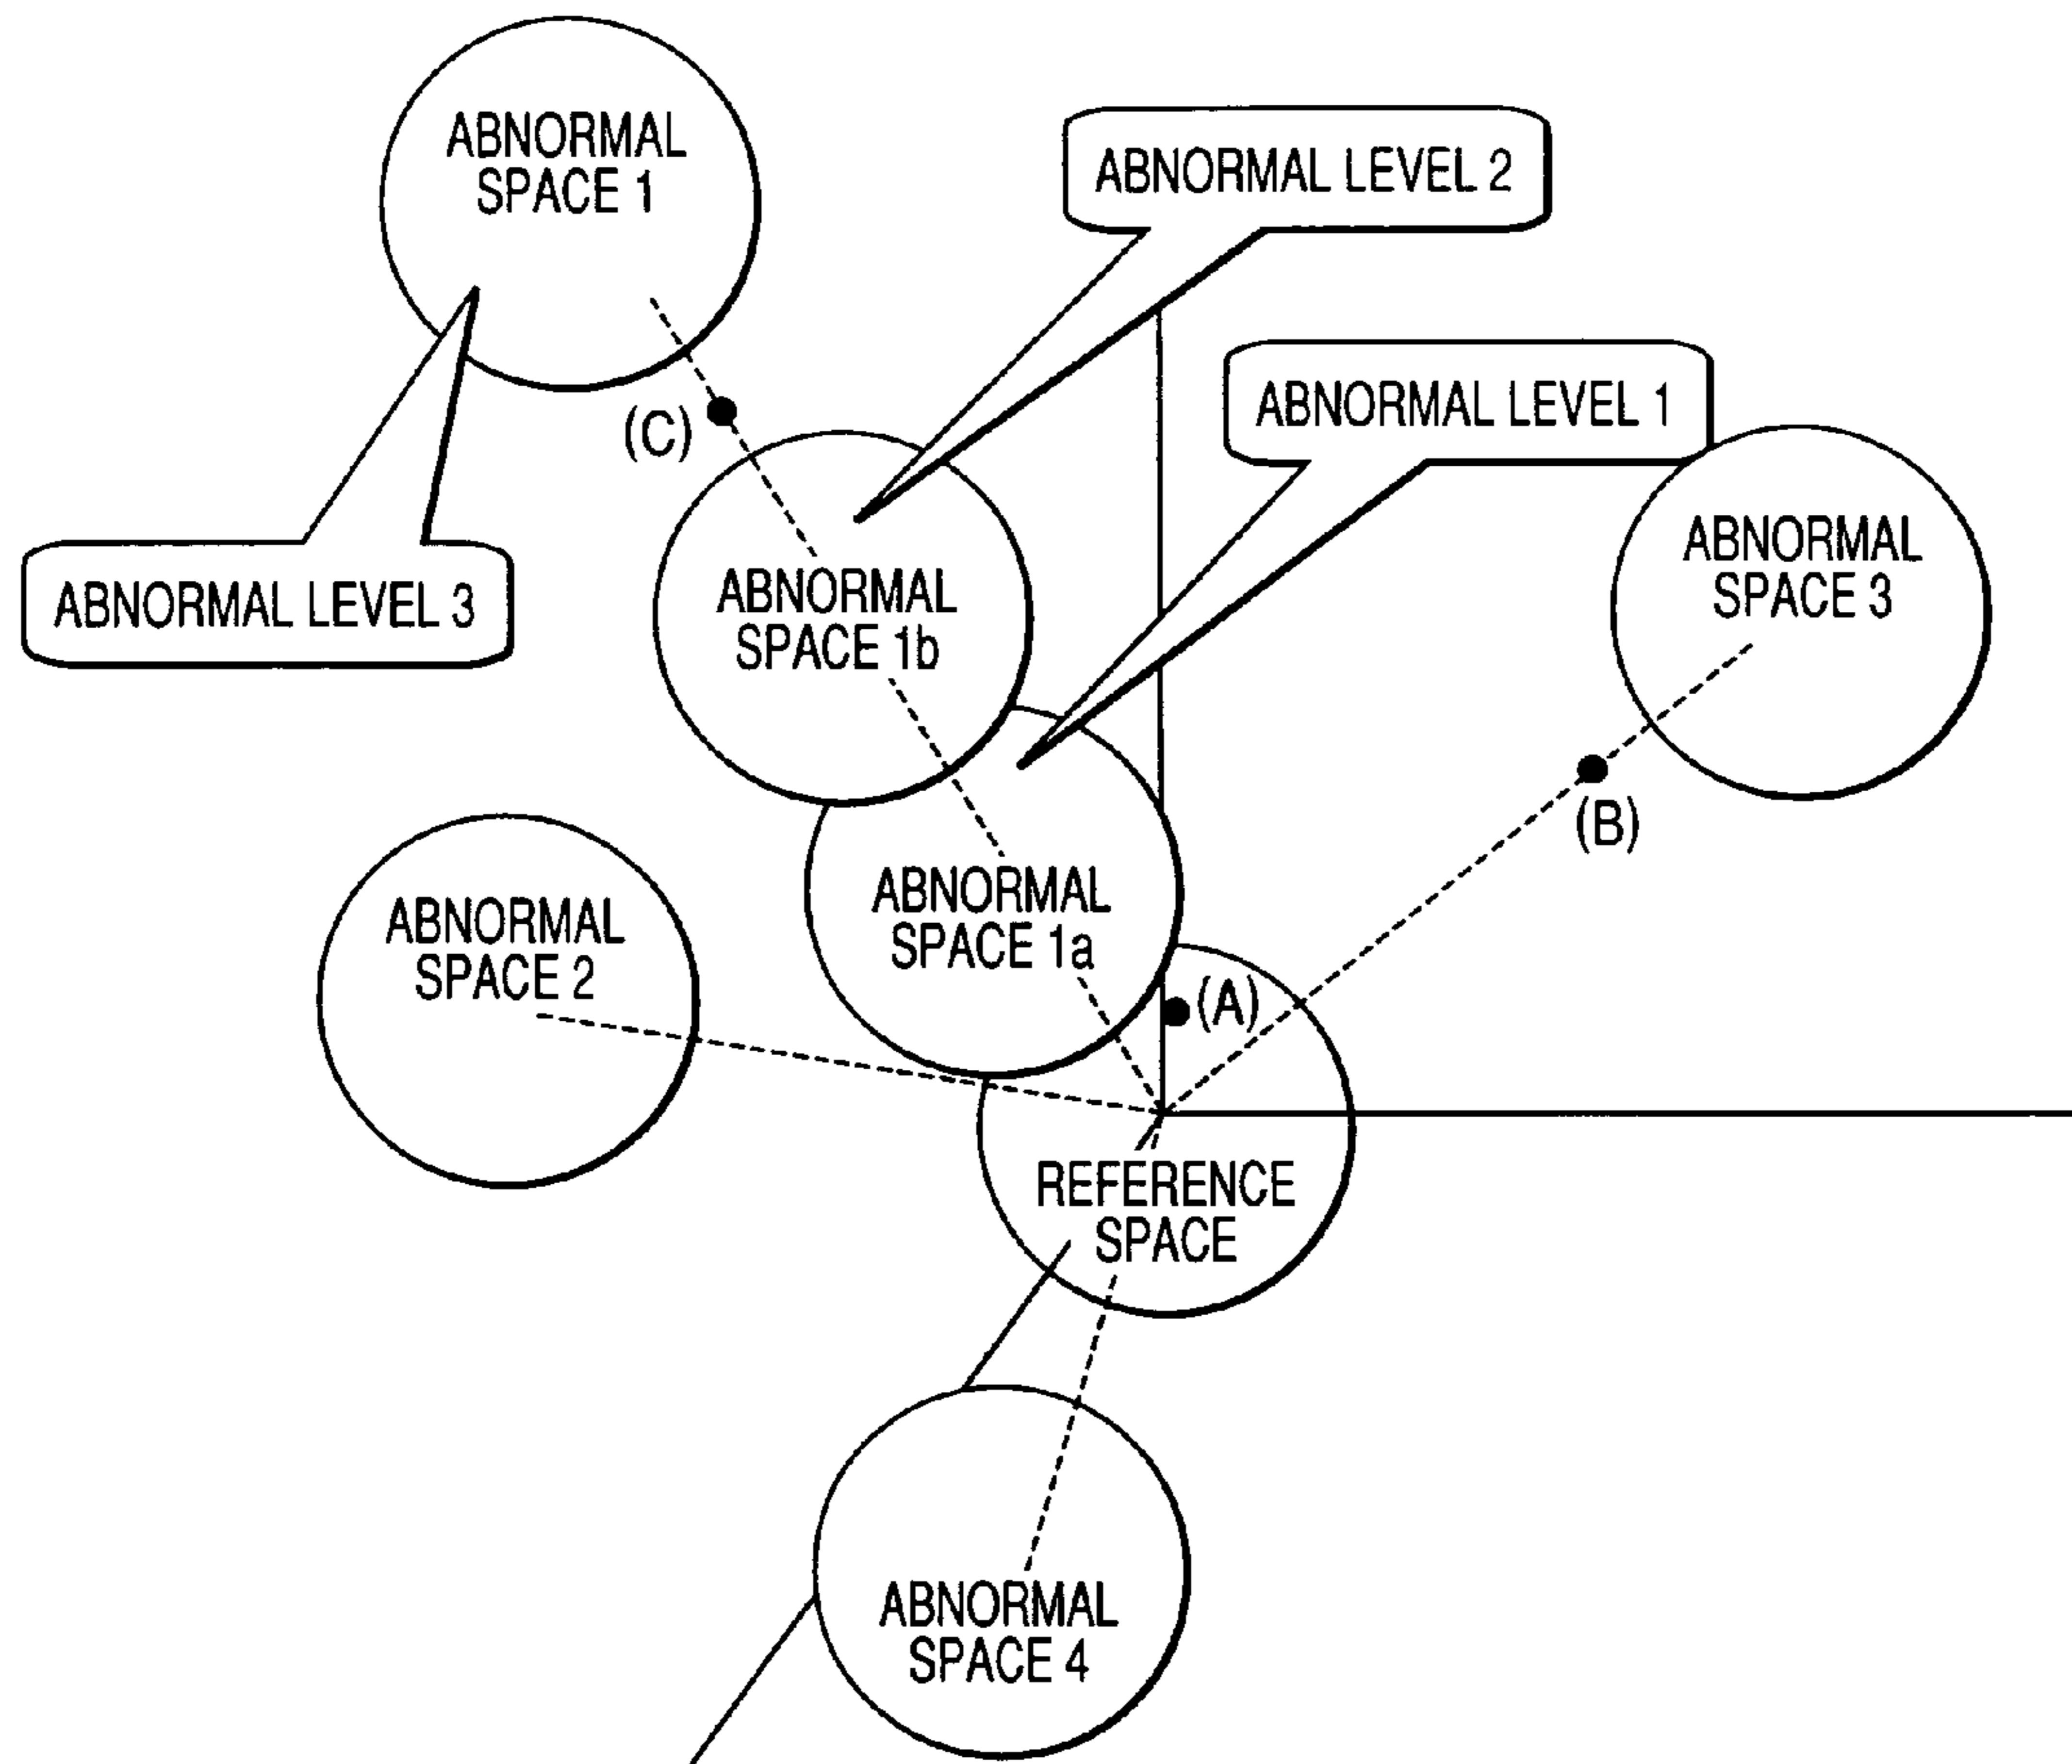 ABNORMAL
SPACE 1
ABNORMAL LEVEL 2
ABNORMAL LEVEL 1
(C)
ABNORMAL
SPACE 3
ABNORMAL LEVEL 3
ABNORMAL
SPACE 1b
(B)
ABNORMAL
SPACE 1a
ABNORMAL
SPACE 2
(A)
REFERENCE
SPACE
ABNORMAL
SPACE 4